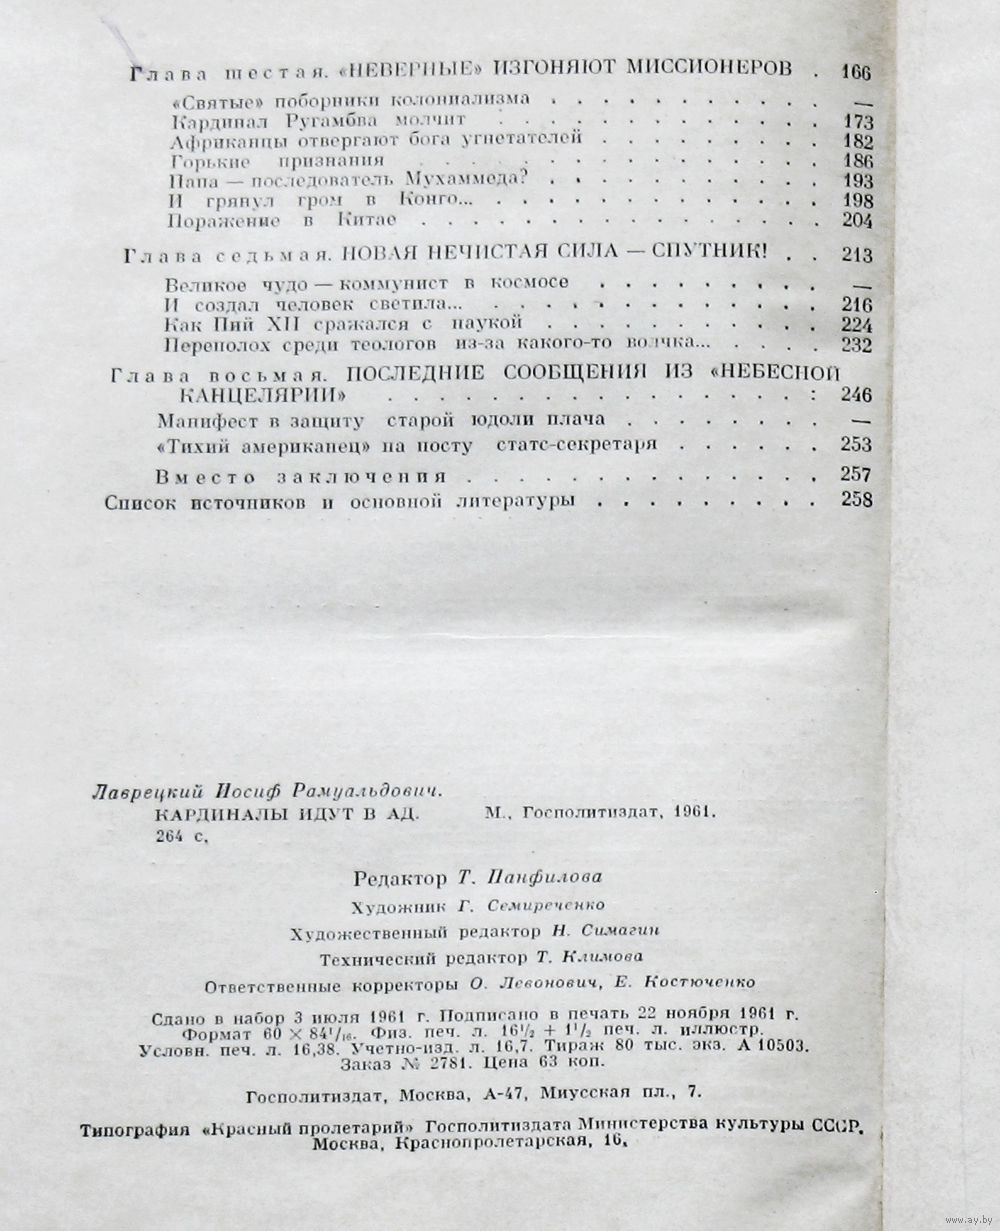 Глава шестая. «НЕВЕРНЫЕ» ИЗГОНЯЮТ МИССИОНЕРОВ . 166
«Святые» поборники колониализма . . . . . . . . . . . . —
Кардинал Ругамбва молчит . . . . . . . . . . . . . . 173
Африканцы отвергают бога угнетателей . . . . . . . . . 182
Горькие признания . . . . . . . . . . . . . . . . 186
Папа — последователь Мухаммеда? . . . . . . . . . . . 193
И грянул гром в Конго... . . . . . . . . . . . . . . 198
Поражение в Китае . . . . . . . . . . . . . . . . 204
Глава седьмая. НОВАЯ НЕЧИСТАЯ СИЛА — СПУТНИК! . . 213
Великое чудо — коммунист в космосе . . . . . . . . . —
И создал человек светила... . . . . . . . . . . . . . 216
Как Пий XII сражался с наукой . . . . . . . . . . . 224
Переполох среди теологов из-за какого-то волчка... . . . . . 232
Глава восьмая. ПОСЛЕДНИЕ СООБЩЕНИЯ ИЗ «НЕБЕСНОЙ
КАНЦЕЛЯРИИ» . . . . . . . . . . . . . . . . : 246
Манифест в защиту старой юдоли плача . . . . . . . . —
«Тихий американец» на посту статс-секретаря . . . . . . . 253
Вместо заключения . . . . . . . . . . . . . . 257
Список источников и основной литературы . . . . . . . . . 258
Лаврецкий Иосиф Рамуальдович.
КАРДИНАЛЫ ИДУТ В АД. М., Госполитиздат, 1961.
264 с.
Редактор Т. Панфилова
Художник Г. Семиреченко
Художественный редактор Н. Симагин
Технический редактор Т. Климова
Ответственные корректоры О. Левонович, Е. Костюченко
Сдано в набор 3 июля 1961 г. Подписано в печать 22 ноября 1961 г.
Формат 60 × 84¹/₁₆. Физ. печ. л. 16¹/₂ + 1¹/₂ печ. л. иллюстр.
Условн. печ. л. 16,38. Учетно-изд. л. 16,7. Тираж 80 тыс. экз. А 10503.
Заказ № 2781. Цена 63 коп.
Госполитиздат, Москва, А-47, Миусская пл., 7.
Типография «Красный пролетарий» Госполитиздата Министерства культуры СССР.
Москва, Краснопролетарская, 16.
www.ay.by